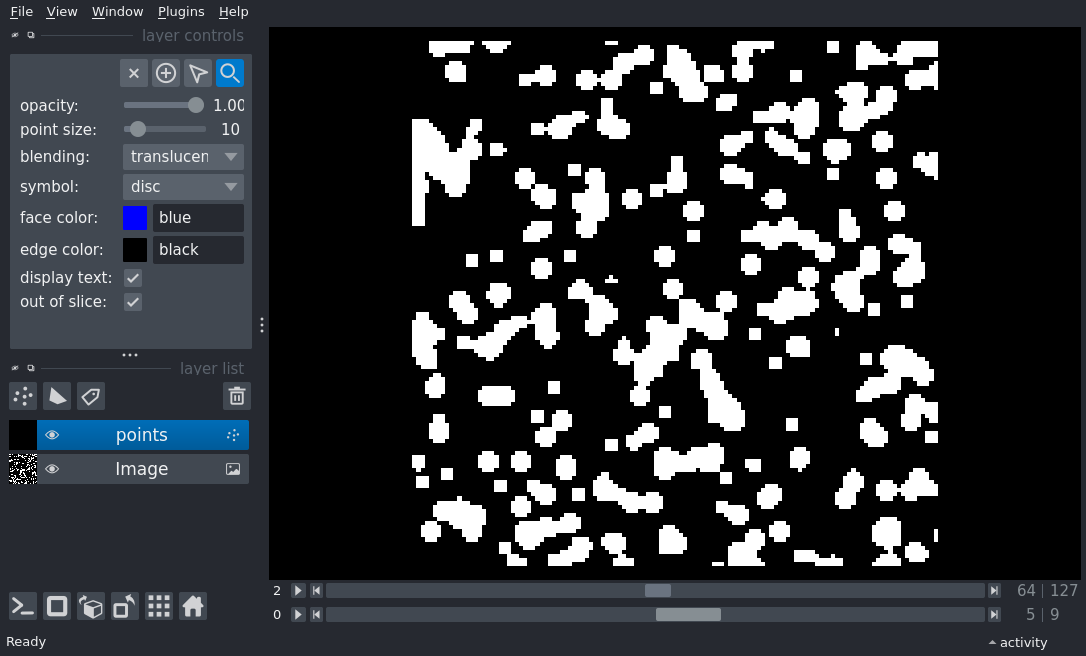 File View Window Plugins Help
layer controls
opacity: 1.00
point size: 10
blending: translucen
symbol: disc
face color: blue
edge color: black
display text:
out of slice:
layer list
points
Image
2 64 | 127
0 5 | 9
Ready activity